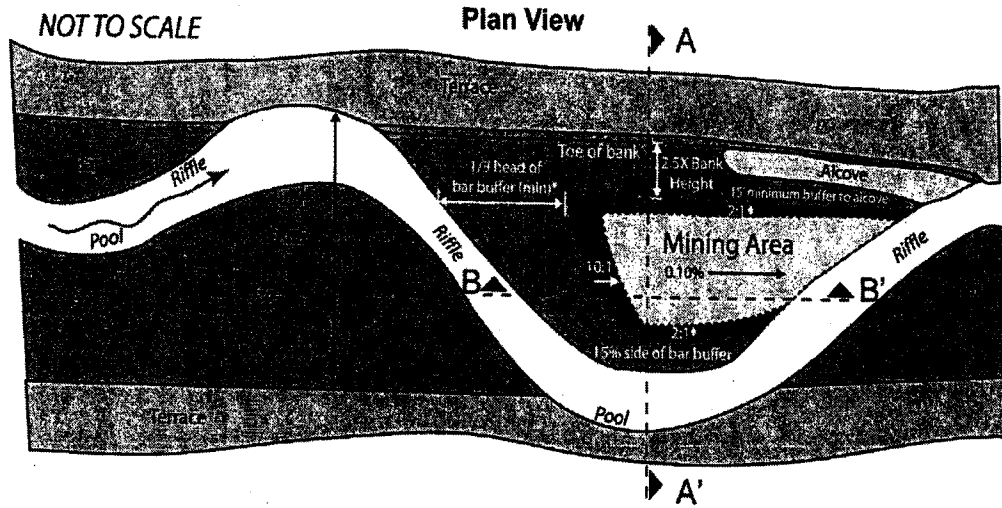 NOT TO SCALE
Plan View
A
Terrace
Toe of bank
1/3 head of
bar buffer (min)*
2.5X Bank
Height
Alcove
15' minimum buffer to alcove
2:1
Riffle
Pool
Riffle
Mining Area
0.10%
10:1
Riffle
B
B'
2:1
15% side of bar buffer
Terrace
Pool
A'